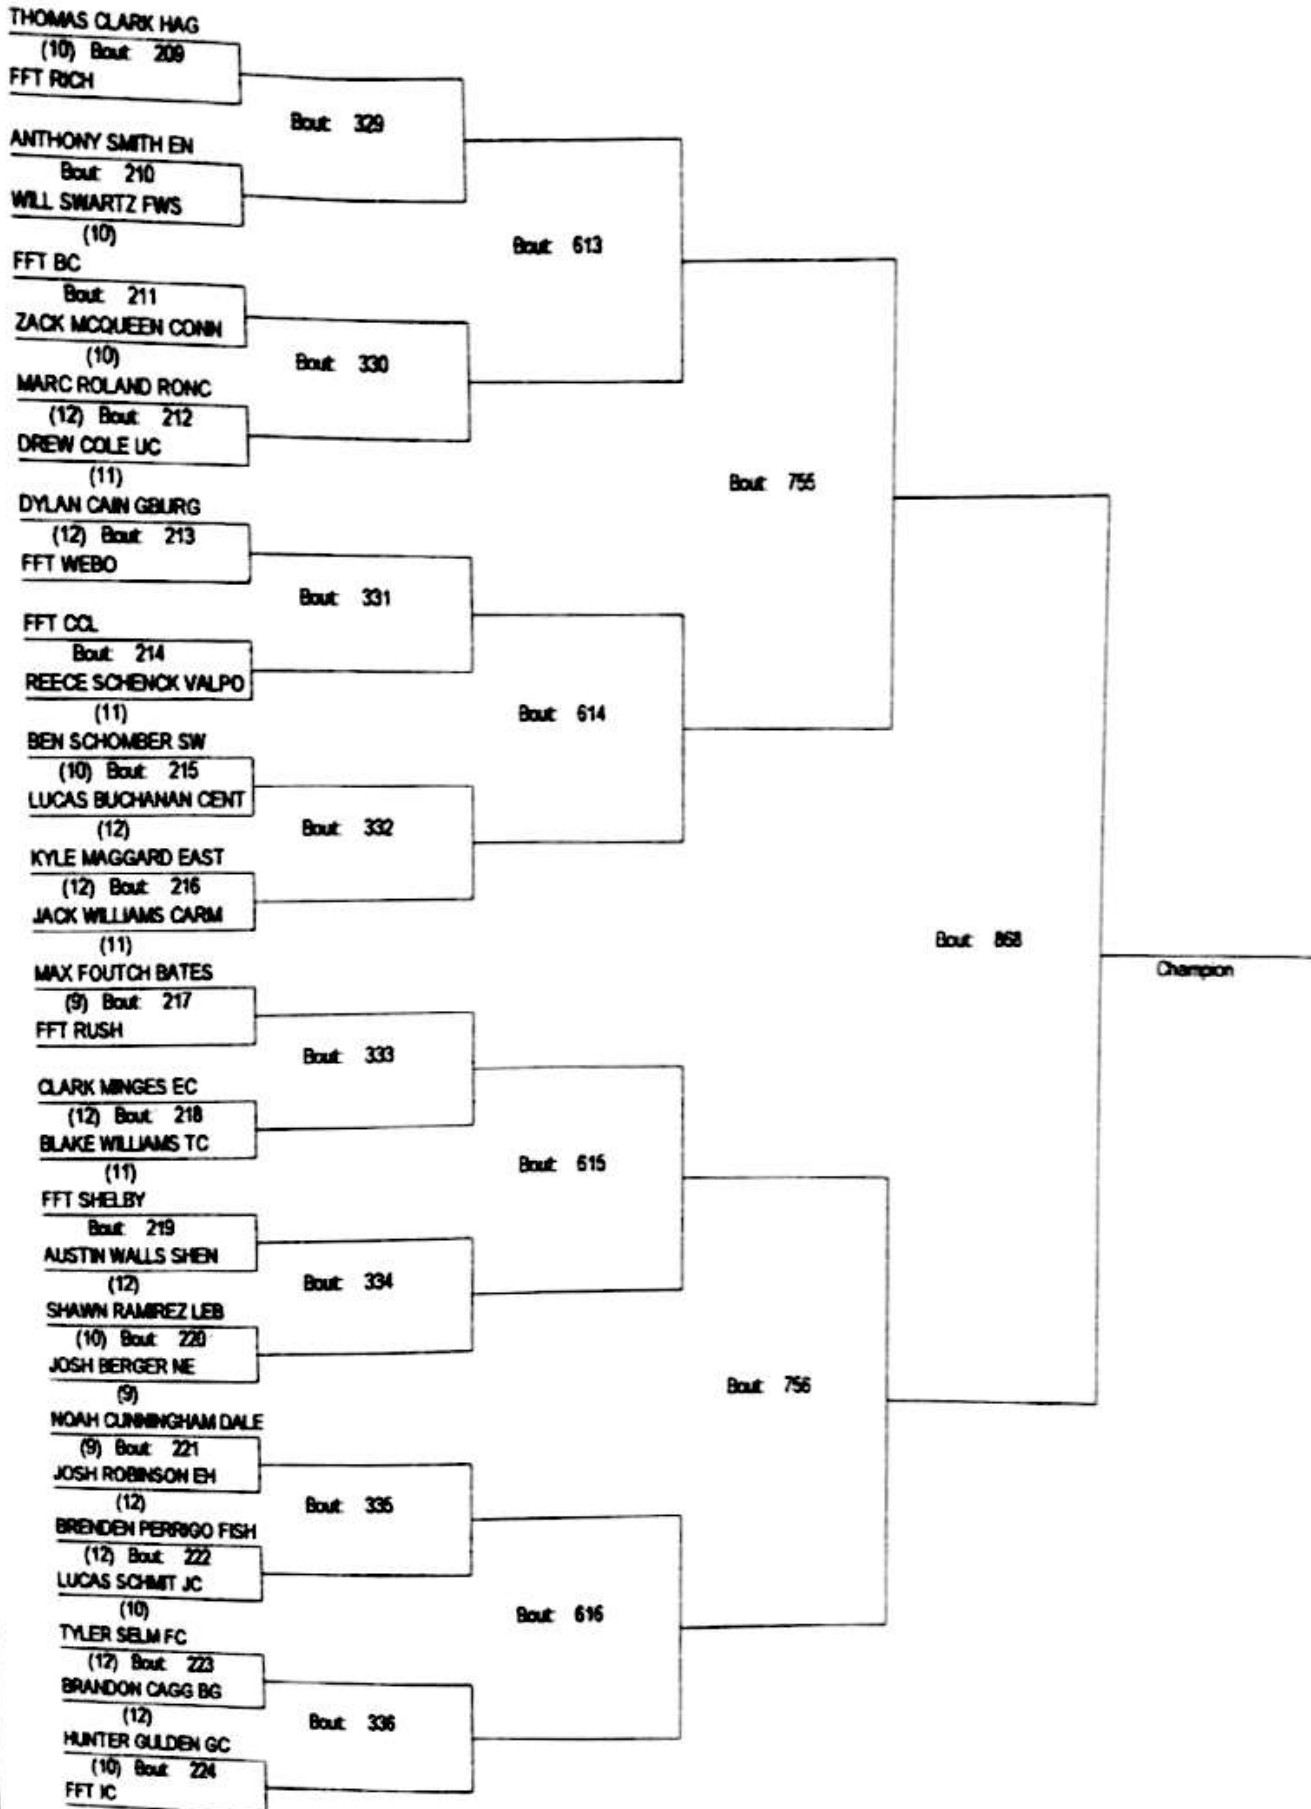 THOMAS CLARK HAG
(10) Bout: 209
FFT RICH
Bout: 329
ANTHONY SMITH EN
Bout: 210
WILL SWARTZ FWS
(10)
Bout: 613
FFT BC
Bout: 211
ZACK MCQUEEN CONN
(10)
Bout: 330
MARC ROLAND RONC
(12) Bout: 212
DREW COLE UC
(11)
Bout: 755
DYLAN CAIN GBURG
(12) Bout: 213
FFT WEBO
Bout: 331
FFT CCL
Bout: 214
REECE SCHENCK VALPO
(11)
Bout: 614
BEN SCHOMBER SW
(10) Bout: 215
LUCAS BUCHANAN CENT
(12)
Bout: 332
KYLE MAGGARD EAST
(12) Bout: 216
JACK WILLIAMS CARM
(11)
Bout: 868
Champion
MAX FOUTCH BATES
(9) Bout: 217
FFT RUSH
Bout: 333
CLARK MINGES EC
(12) Bout: 218
BLAKE WILLIAMS TC
(11)
Bout: 615
FFT SHELBY
Bout: 219
AUSTIN WALLS SHEN
(12)
Bout: 334
SHAWN RAMIREZ LEB
(10) Bout: 220
JOSH BERGER NE
(9)
Bout: 756
NOAH CUNNINGHAM DALE
(9) Bout: 221
JOSH ROBINSON EH
(12)
Bout: 335
BRENDEN PERRIGO FISH
(12) Bout: 222
LUCAS SCHMIT JC
(10)
Bout: 616
TYLER SELM FC
(12) Bout: 223
BRANDON CAGG BG
(12)
Bout: 336
HUNTER GULDEN GC
(10) Bout: 224
FFT IC